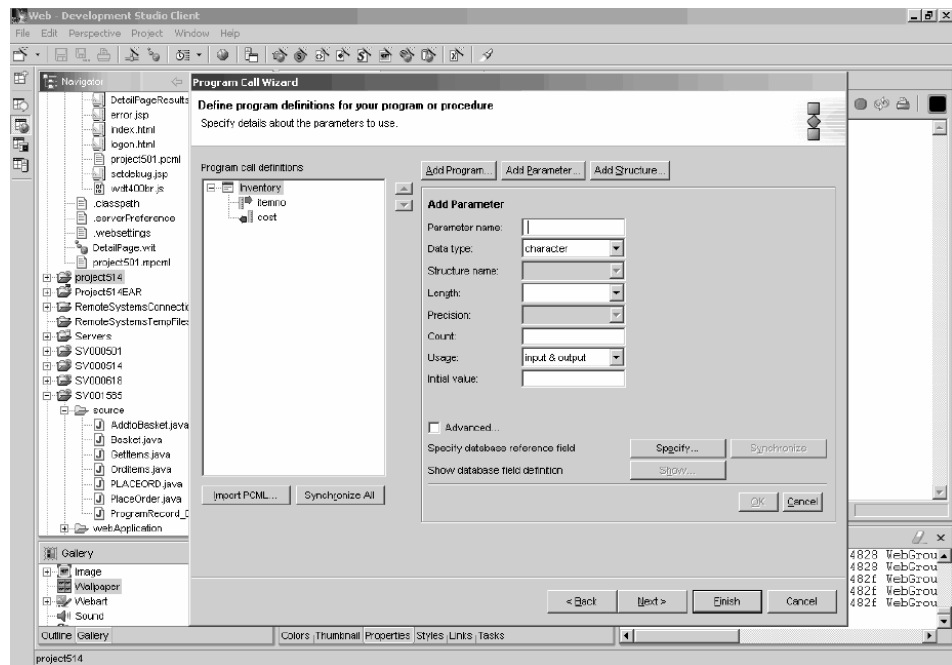 Web - Development Studio Client
File Edit Perspective Project Window Help
Navigator
DetailPageResults
error.jsp
index.html
logon.html
project501.pcml
setdebug.jsp
wdt400br.js
.classpath
.serverPreference
.websettings
DetailPage.wit
project501.mpcml
project514
Project514EAR
RemoteSystemsConnectio
RemoteSystemsTempFiles
Servers
SV000501
SV000514
SV000618
SV001585
source
AddtoBasket.java
Basket.java
GetItems.java
OrdItems.java
PLACEORD.java
PlaceOrder.java
ProgramRecord_D
webApplication
Gallery
Image
Wallpaper
Webart
Sound
Outline Gallery
Program Call Wizard
Define program definitions for your program or procedure
Specify details about the parameters to use.
Program call definitions
Inventory
itemno
cost
Import PCML... Synchronize All
Add Program... Add Parameter... Add Structure...
Add Parameter
Parameter name:
Data type: character
Structure name:
Length:
Precision:
Count:
Usage: input & output
Initial value:
Advanced...
Specify database reference field Specify... Synchronize
Show database field definition Show...
OK Cancel
< Back Next > Finish Cancel
4828 WebGrou
4828 WebGrou
482f WebGrou
482f WebGrou
482f WebGrou
Colors Thumbnail Properties Styles Links Tasks
project514